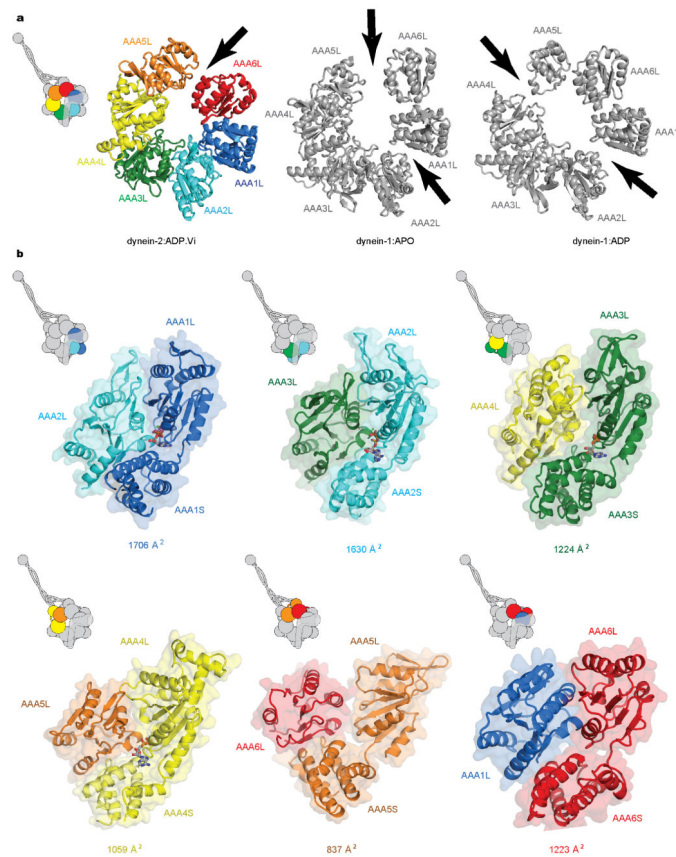 a
AAA5L
AAA6L
AAA4L
AAA3L
AAA2L
AAA1L
dynein-2:ADP.Vi
AAA6L
AAA5L
AAA4L
AAA1L
AAA3L
AAA2L
dynein-1:APO
AAA5L
AAA6L
AAA4L
AAA1
AAA3L
AAA2L
dynein-1:ADP
b
AAA1L
AAA2L
AAA1S
1706 Å²
AAA2L
AAA3L
AAA2S
1630 Å²
AAA3L
AAA4L
AAA3S
1224 Å²
AAA4L
AAA5L
AAA4S
1059 Å²
AAA5L
AAA6L
AAA5S
837 Å²
AAA6L
AAA1L
AAA6S
1223 Å²